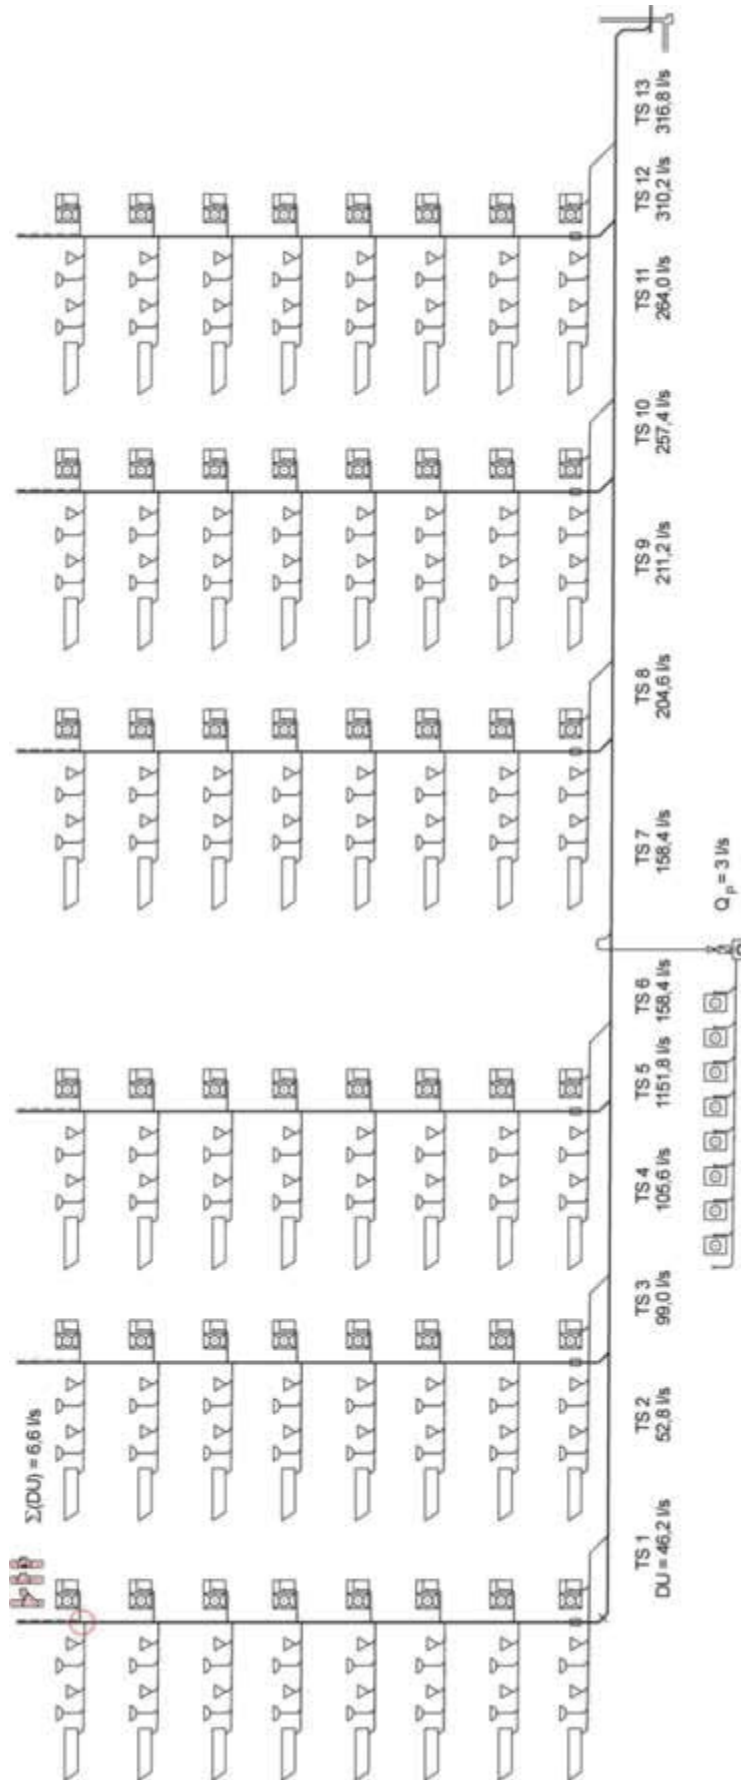 Σ(DU) = 6,6 l/s
TS 1
DU = 46,2 l/s
TS 2
52,8 l/s
TS 3
99,0 l/s
TS 4
105,6 l/s
TS 5
1151,8 l/s
TS 6
158,4 l/s
Qp = 3 l/s
TS 7
158,4 l/s
TS 8
204,6 l/s
TS 9
211,2 l/s
TS 10
257,4 l/s
TS 11
264,0 l/s
TS 12
310,2 l/s
TS 13
316,8 l/s